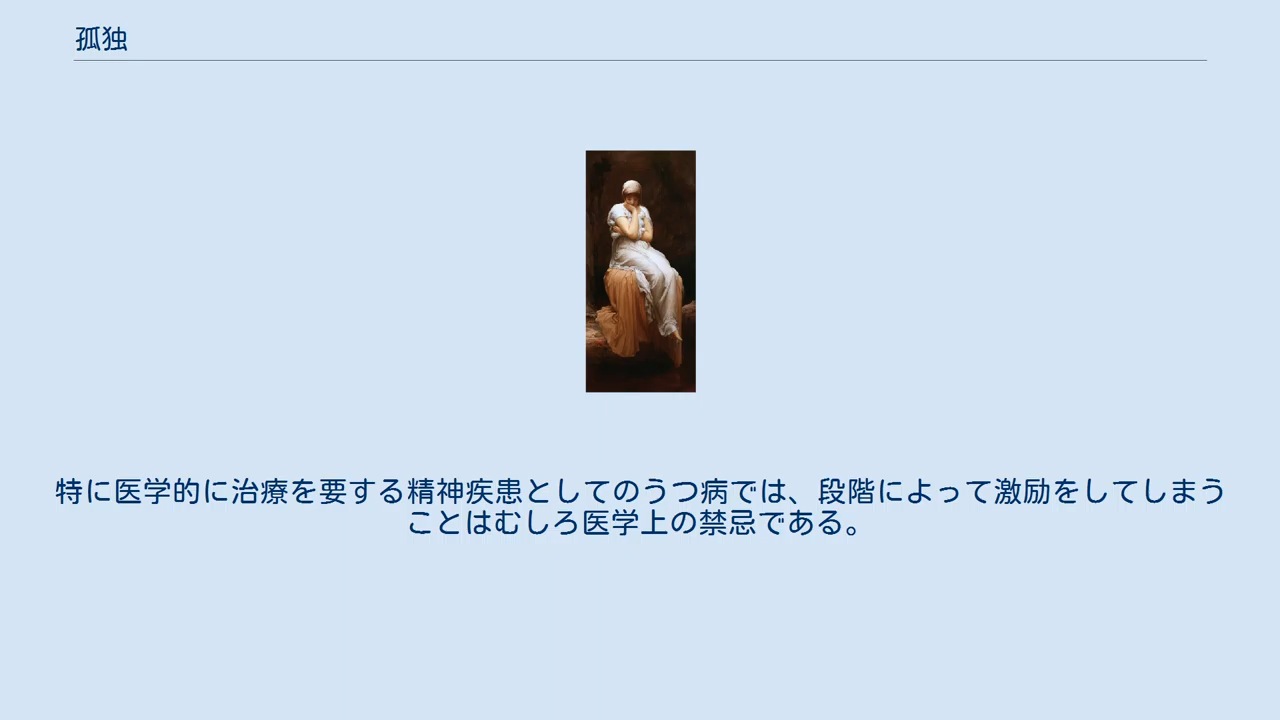 孤独
特に医学的に治療を要する精神疾患としてのうつ病では、段階によって激励をしてしまう
ことはむしろ医学上の禁忌である。